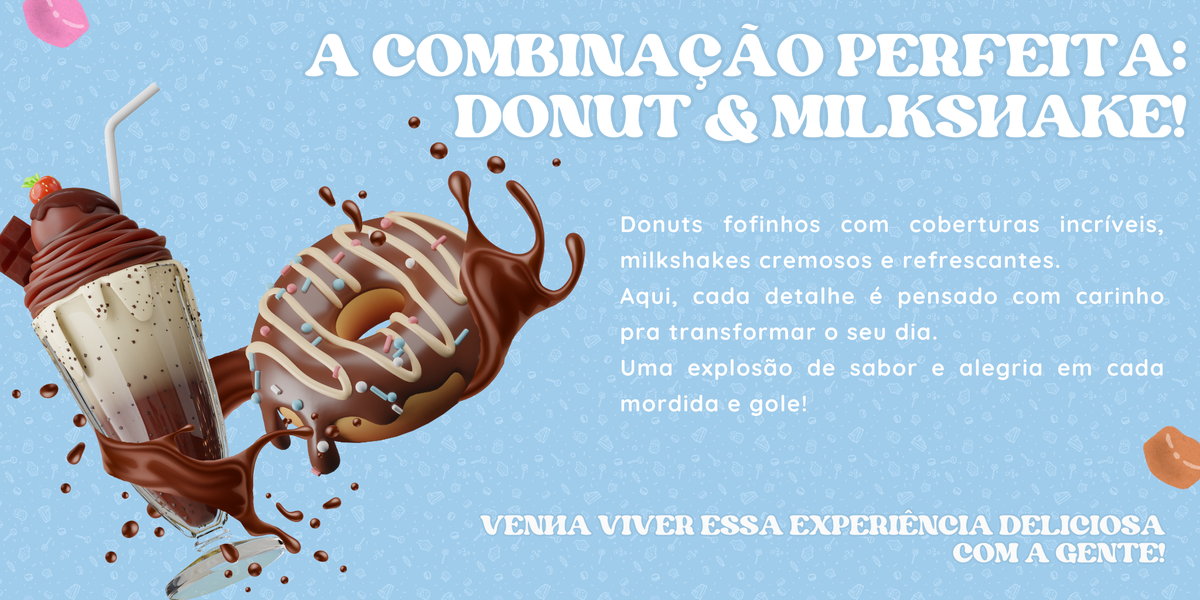 A COMBINAÇÃO PERFEITA:
DONUT & MILKSHAKE!
Donuts fofinhos com coberturas incríveis,
milkshakes cremosos e refrescantes.
Aqui, cada detalhe é pensado com carinho
pra transformar o seu dia.
Uma explosão de sabor e alegria em cada
mordida e gole!
VENHA VIVER ESSA EXPERIÊNCIA DELICIOSA
COM A GENTE!